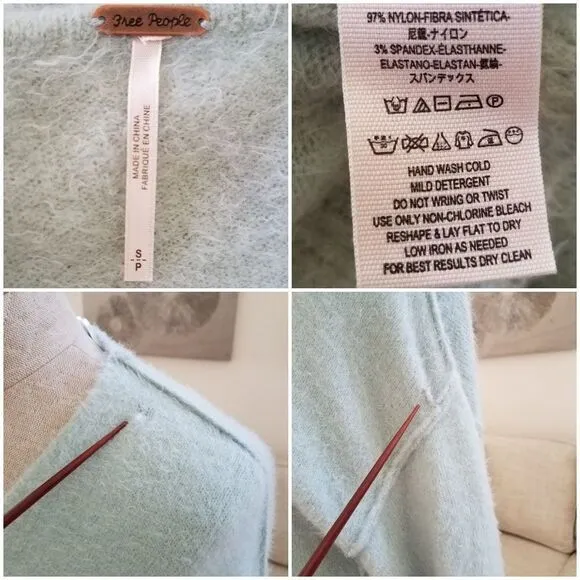 Free People
MADE IN CHINA
FABRIQUÉ EN CHINE
S
P
97% NYLON-FIBRA SINTÉTICA-
尼龍-ナイロン
3% SPANDEX-ÉLASTHANNE-
ELASTANO-ELASTAN-氨綸-
スパンデックス
HAND WASH COLD
MILD DETERGENT
DO NOT WRING OR TWIST
USE ONLY NON-CHLORINE BLEACH
RESHAPE & LAY FLAT TO DRY
LOW IRON AS NEEDED
FOR BEST RESULTS DRY CLEAN